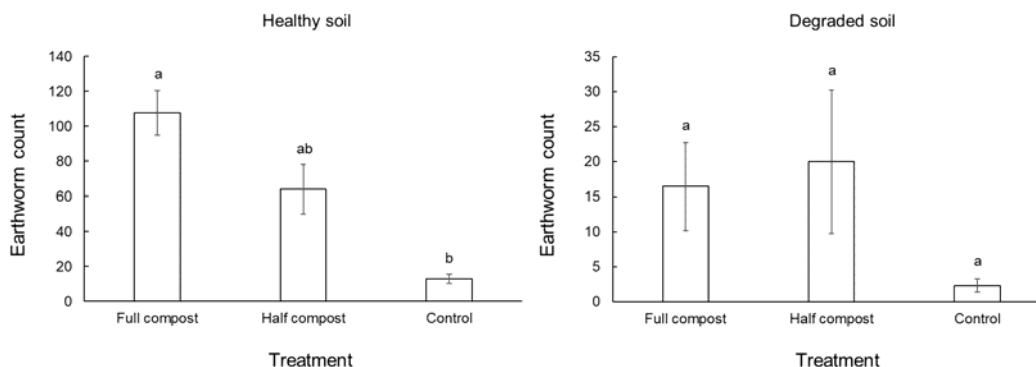 Healthy soil
Earthworm count
140
120
100
80
60
40
20
0
a
ab
b
Full compost
Half compost
Control
Treatment
Degraded soil
Earthworm count
35
30
25
20
15
10
5
0
a
a
a
Full compost
Half compost
Control
Treatment